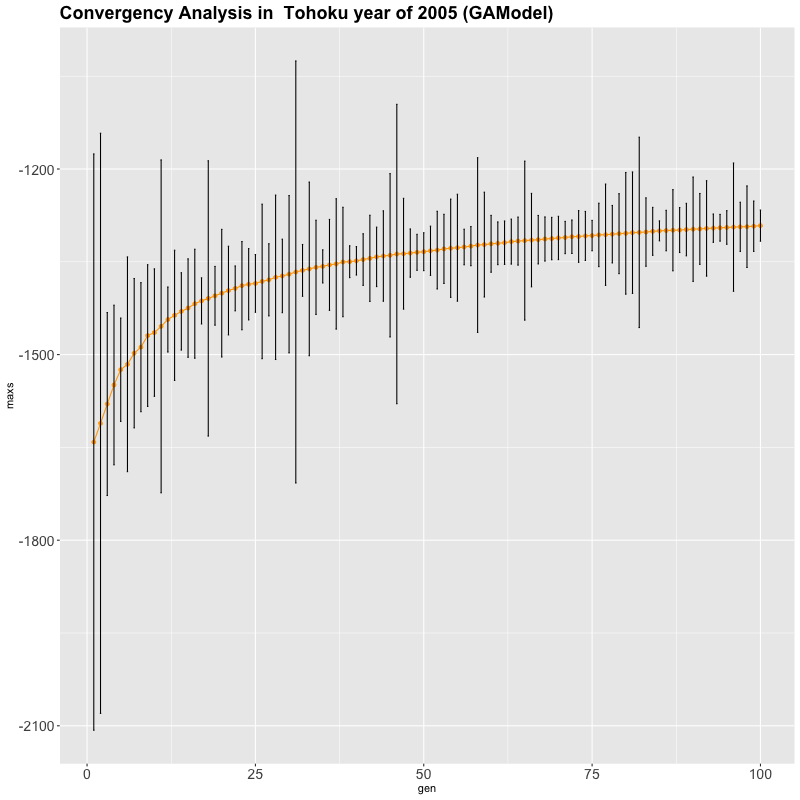 Convergency Analysis in  Tohoku year of 2005 (GAModel)
maxs
-1200
-1500
-1800
-2100
0 25 50 75 100
gen